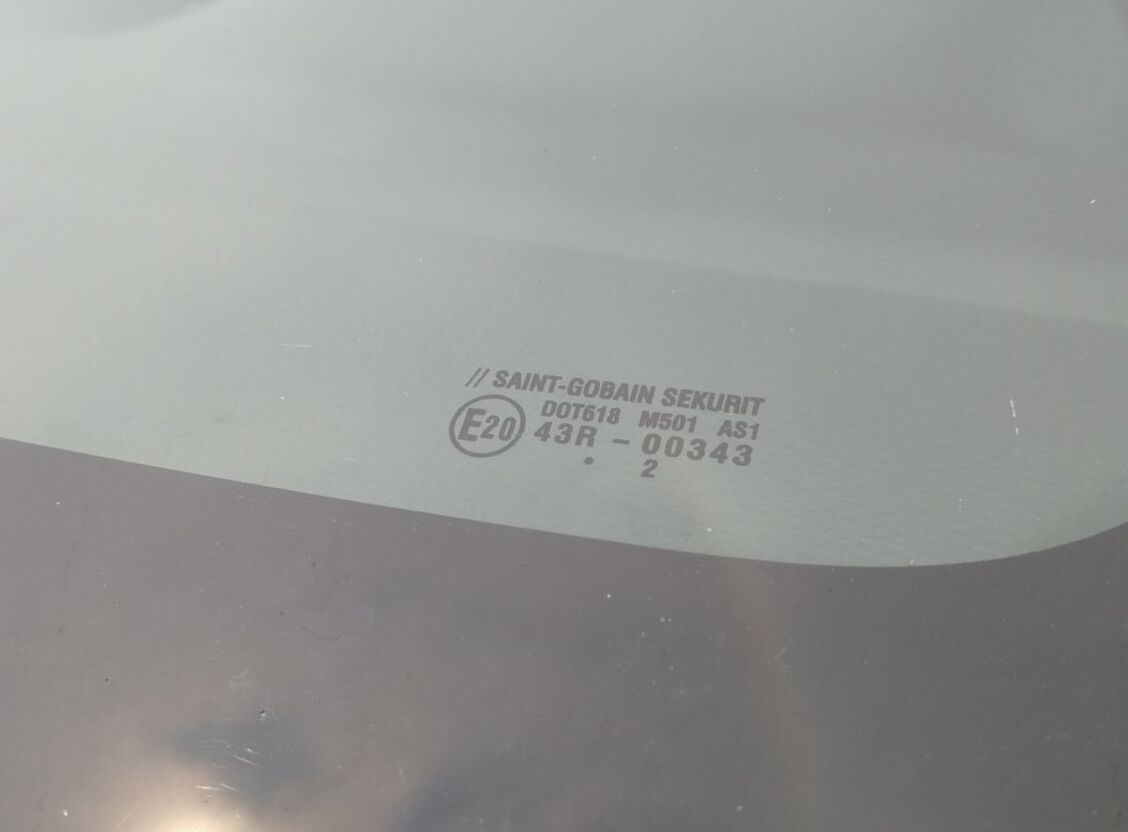 // SAINT-GOBAIN SEKURIT
DOT618 M501 AS1
E20 43R - 00343
. 2